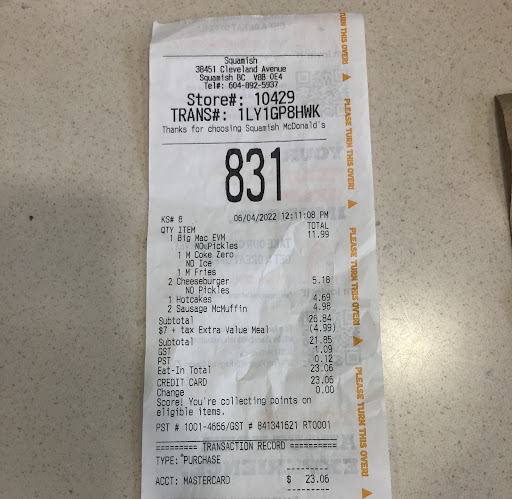 Squamish
38451 Cleveland Avenue
Squamish BC V8B 0E4
Tel#: 604-892-5937
Store#: 10429
TRANS#: 1LY1GP8HWK
Thanks for choosing Squamish McDonald's
831
KS# 8 06/04/2022 12:11:08 PM
QTY ITEM TOTAL
1 Big Mac EVM 11.99
NO Pickles
1 M Coke Zero
NO Ice
1 M Fries
2 Cheeseburger 5.18
NO Pickles
1 Hotcakes 4.69
2 Sausage McMuffin 4.98
Subtotal 26.84
$7 + tax Extra Value Meal (4.99)
Subtotal 21.85
GST 1.09
PST 0.12
Eat-In Total 23.06
CREDIT CARD 23.06
Change 0.00
Score! You're collecting points on
eligible items.
PST # 1001-4656/GST # 841341621 RT0001
========= TRANSACTION RECORD =========
TYPE: PURCHASE
ACCT: MASTERCARD $ 23.06
TURN THIS OVER!
PLEASE TURN THIS OVER!
PLEASE TURN THIS OVER!
PLEASE TURN THIS OVER!